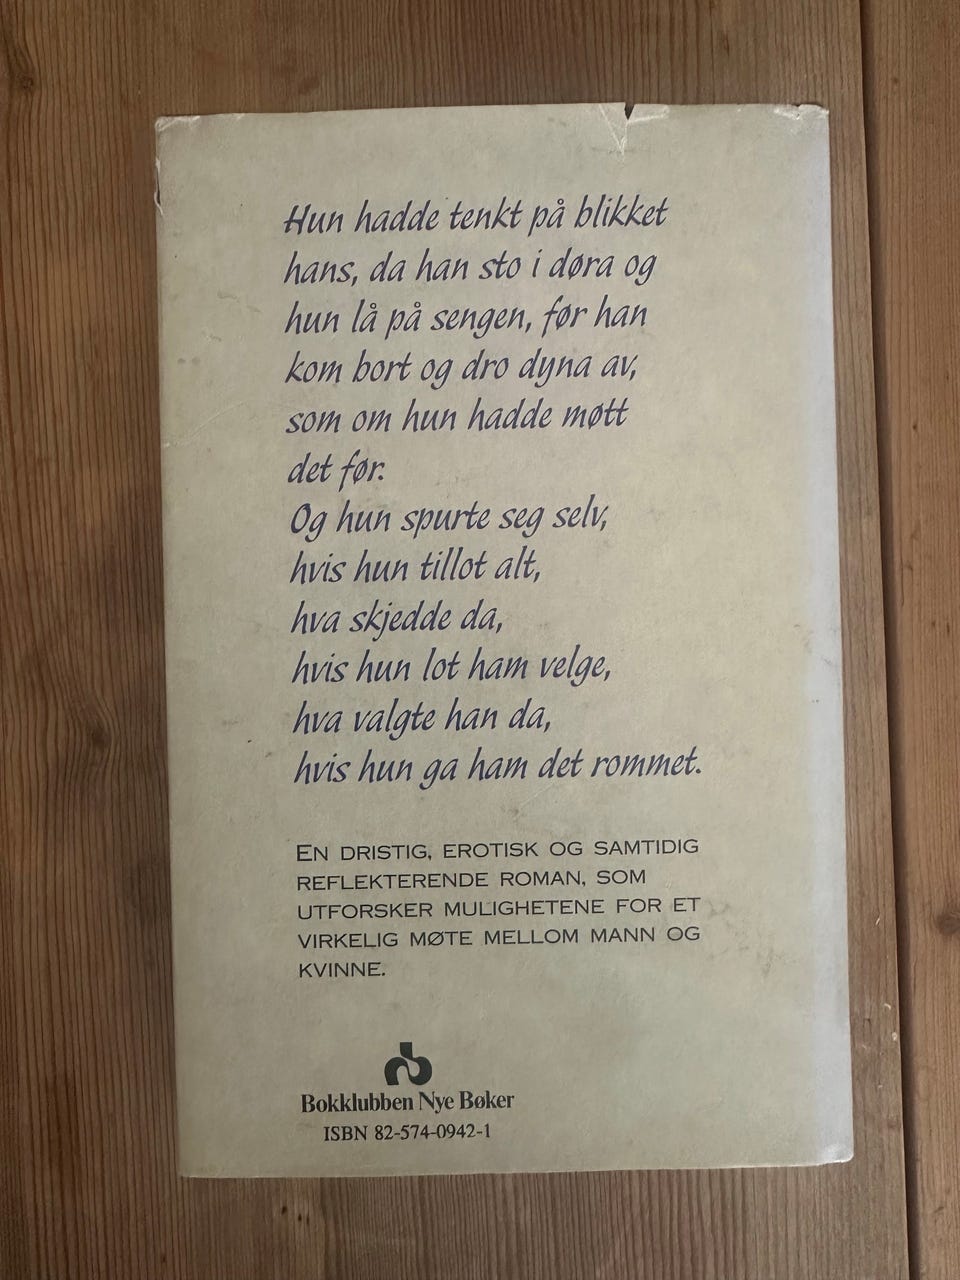 Hun hadde tenkt på blikket
hans, da han sto i døra og
hun lå på sengen, før han
kom bort og dro dyna av,
som om hun hadde møtt
det før.
Og hun spurte seg selv,
hvis hun tillot alt,
hva skjedde da,
hvis hun lot ham velge,
hva valgte han da,
hvis hun ga ham det rommet.
EN DRISTIG, EROTISK OG SAMTIDIG
REFLEKTERENDE ROMAN, SOM
UTFORSKER MULIGHETENE FOR ET
VIRKELIG MØTE MELLOM MANN OG
KVINNE.
Bokklubben Nye Bøker
ISBN 82-574-0942-1